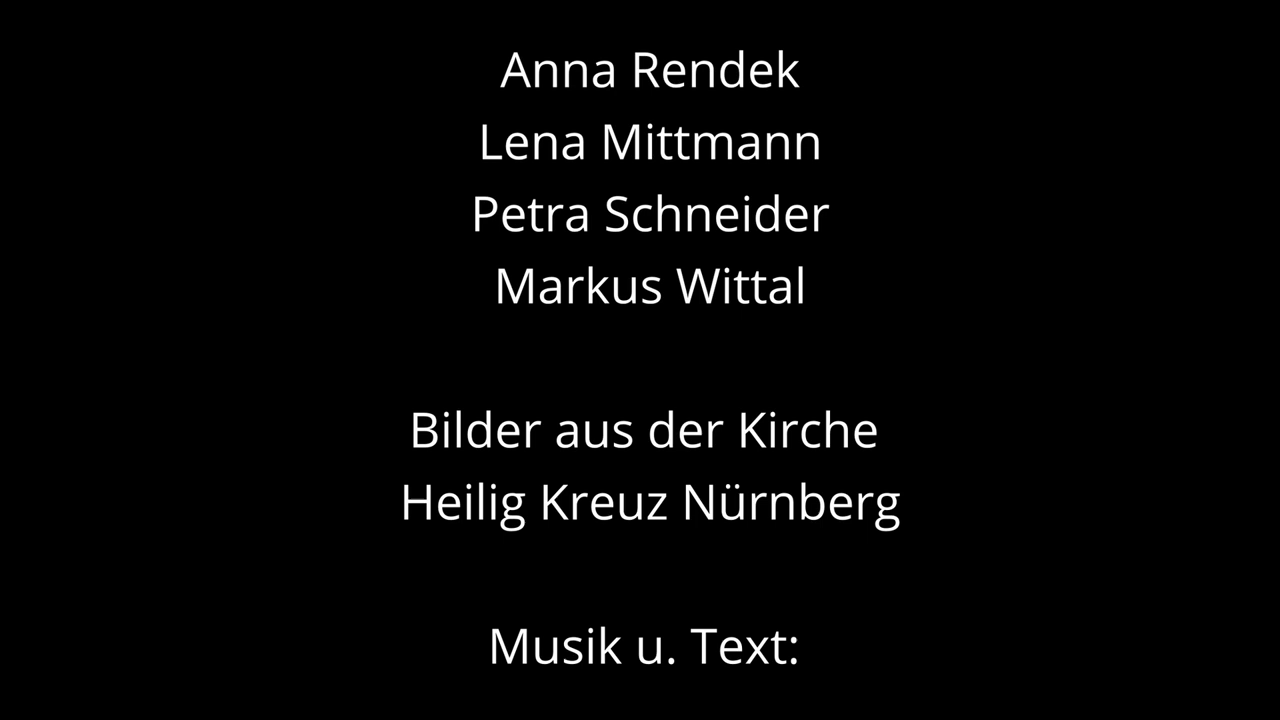 Anna Rendek
Lena Mittmann
Petra Schneider
Markus Wittal
Bilder aus der Kirche
Heilig Kreuz Nürnberg
Musik u. Text: